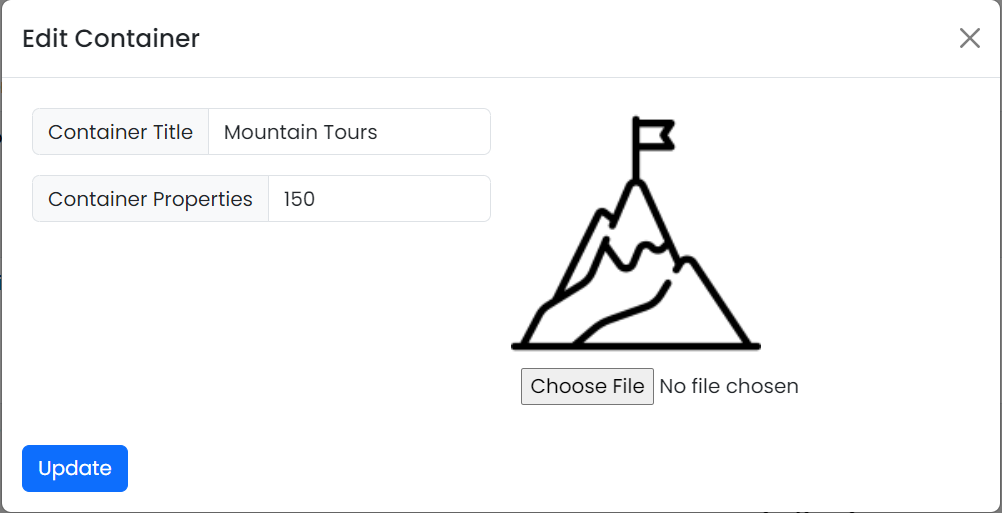 Edit Container
Container Title Mountain Tours
Container Properties 150
Choose File No file chosen
Update